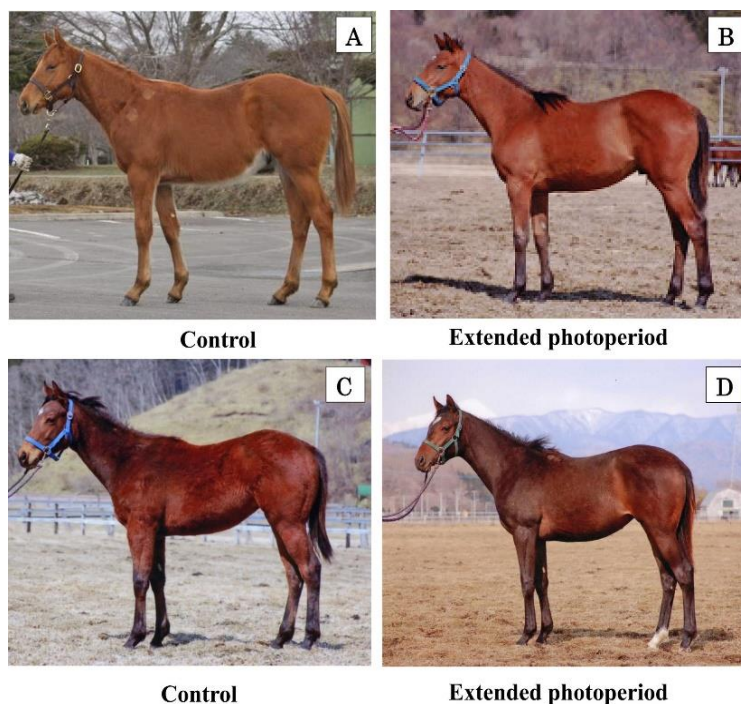 A
B
Control
Extended photoperiod
C
D
Control
Extended photoperiod